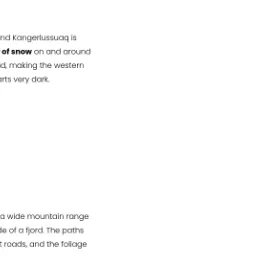 nd Kangerlussuaq is
of snow on and around
d, making the western
rts very dark.
a wide mountain range
le of a fjord. The paths
t roads, and the foliage